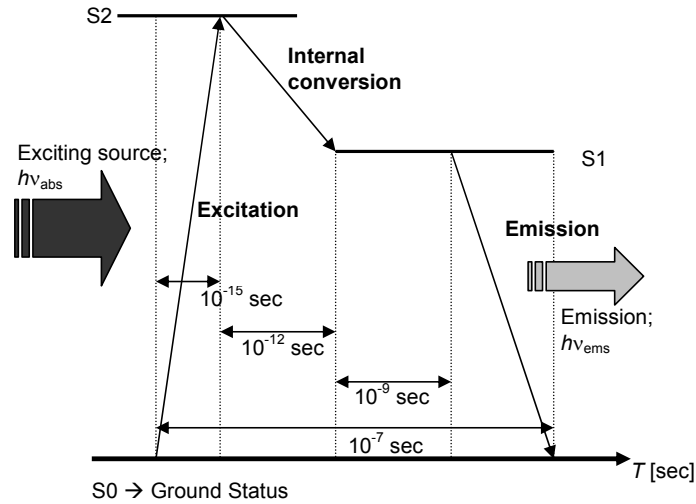 S2
Internal
conversion
Exciting source;
hνabs
S1
Excitation
Emission
10-15 sec
Emission;
hνems
10-12 sec
10-9 sec
10-7 sec
T [sec]
S0 → Ground Status